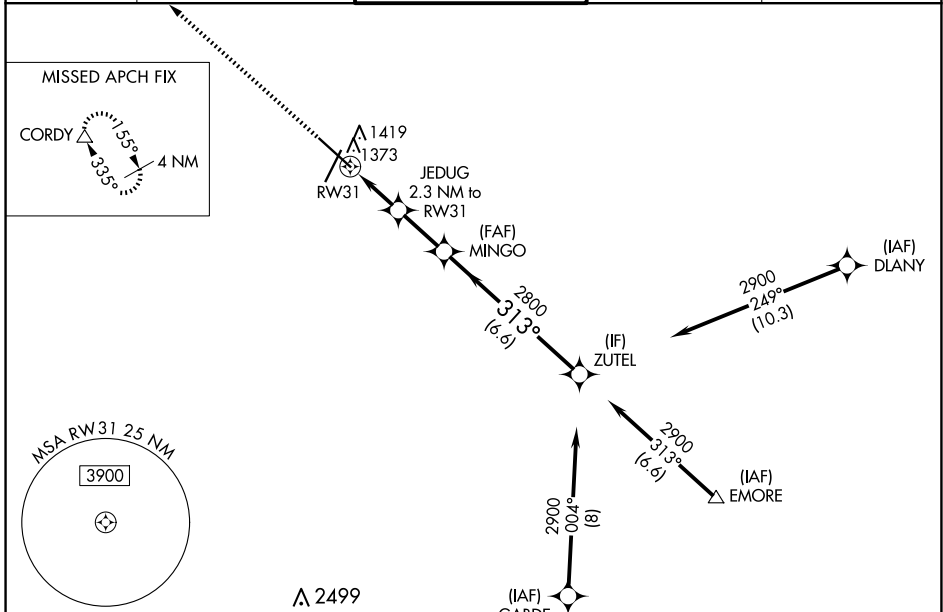 MISSED APCH FIX
CORDY
155°
335°
4 NM
1419
1373
RW31
JEDUG
2.3 NM to
RW31
(FAF)
MINGO
2800
313°
(6.6)
(IAF)
DLANY
2900
249°
(10.3)
(IF)
ZUTEL
2900
313°
(6.6)
(IAF)
EMORE
2900
004°
(8)
MSA RW31 25 NM
3900
2499
(IAF)